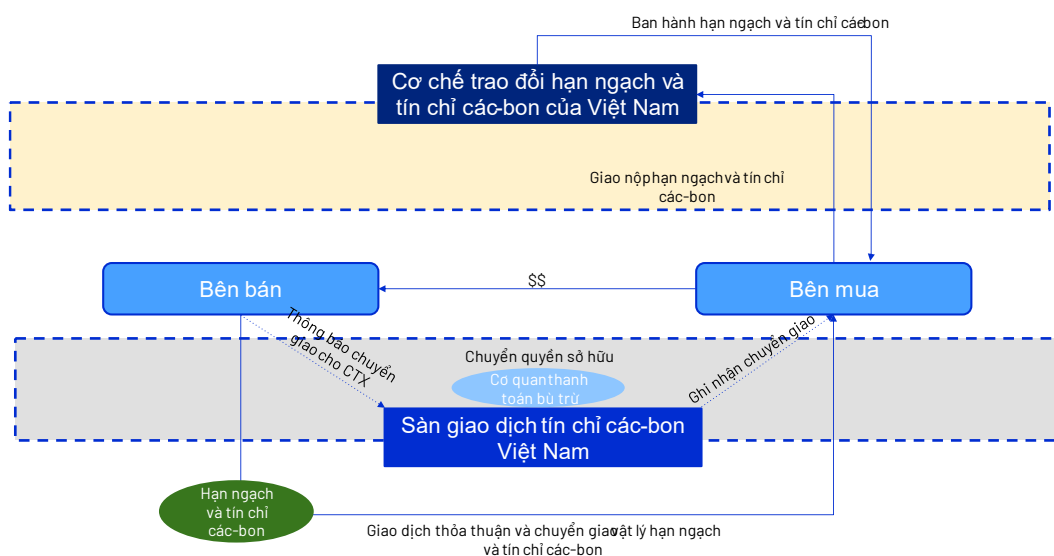 Ban hành hạn ngạch và tín chỉ các-bon
Cơ chế trao đổi hạn ngạch và
tín chỉ các-bon của Việt Nam
Giao nộp hạn ngạch và tín chỉ
các-bon
Bên bán
$$
Bên mua
Thông báo chuyển
giao cho CTX
Chuyển quyền sở hữu
Cơ quan thanh
toán bù trừ
Ghi nhận chuyển giao
Sàn giao dịch tín chỉ các-bon
Việt Nam
Hạn ngạch
và tín chỉ
các-bon
Giao dịch thỏa thuận và chuyển giao vật lý hạn ngạch
và tín chỉ các-bon